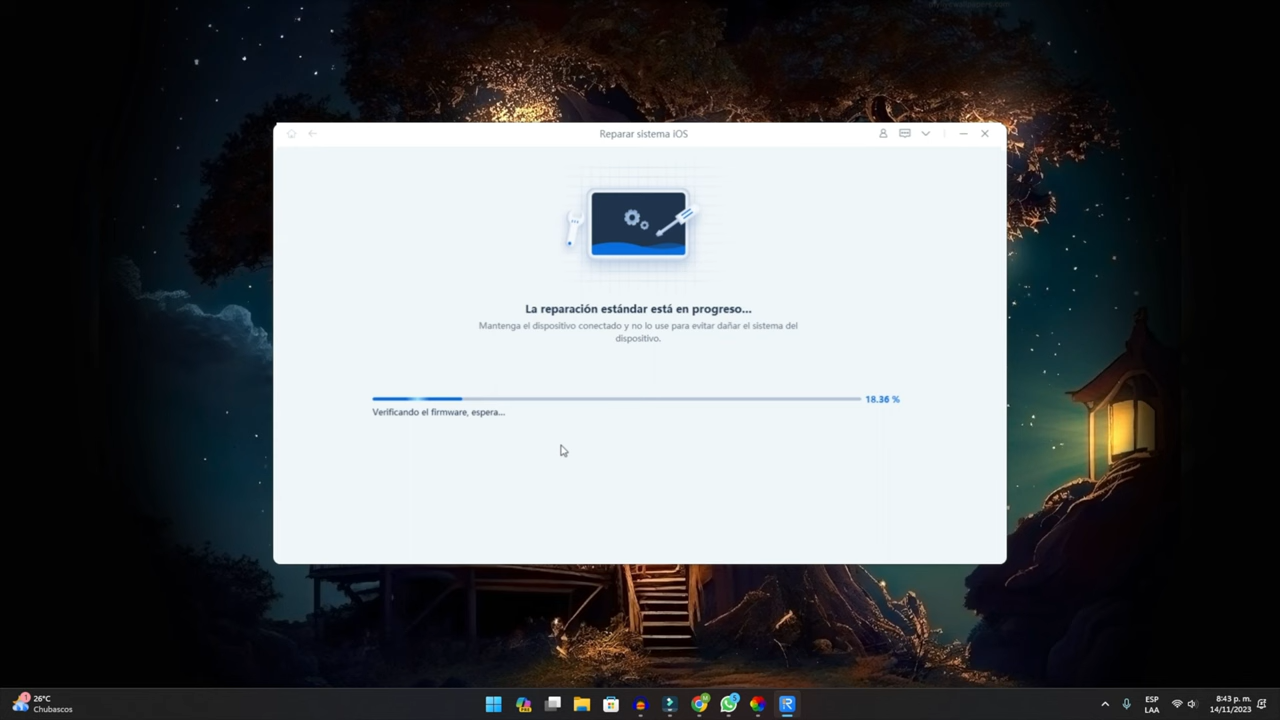 Reparar sistema iOS
La reparación estándar está en progreso...
Mantenga el dispositivo conectado y no lo use para evitar dañar el sistema del
dispositivo.
18.36 %
Verificando el firmware, espera...
26°C
Chubascos
ESP
LAA
8:43 p. m.
14/11/2023